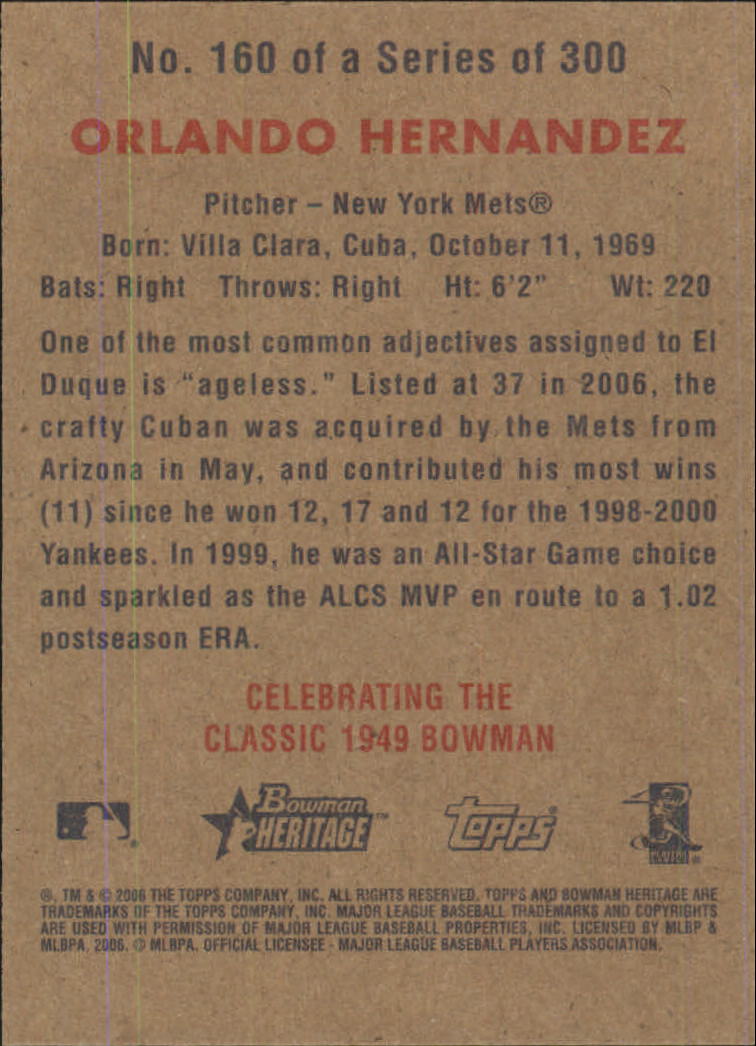 No. 160 of a Series of 300
ORLANDO HERNANDEZ
Pitcher – New York Mets®
Born: Villa Clara, Cuba, October 11, 1969
Bats: Right Throws: Right Ht: 6'2" Wt: 220
One of the most common adjectives assigned to El
Duque is "ageless." Listed at 37 in 2006, the
crafty Cuban was acquired by the Mets from
Arizona in May, and contributed his most wins
(11) since he won 12, 17 and 12 for the 1998-2000
Yankees. In 1999, he was an All-Star Game choice
and sparkled as the ALCS MVP en route to a 1.02
postseason ERA.
CELEBRATING THE
CLASSIC 1949 BOWMAN
Bowman
HERITAGE™
Topps®
®, TM & © 2006 THE TOPPS COMPANY, INC. ALL RIGHTS RESERVED. TOPPS AND BOWMAN HERITAGE ARE
TRADEMARKS OF THE TOPPS COMPANY, INC. MAJOR LEAGUE BASEBALL TRADEMARKS AND COPYRIGHTS
ARE USED WITH PERMISSION OF MAJOR LEAGUE BASEBALL PROPERTIES, INC. LICENSED BY MLBP &
MLBPA, 2006. © MLBPA. OFFICIAL LICENSEE - MAJOR LEAGUE BASEBALL PLAYERS ASSOCIATION.